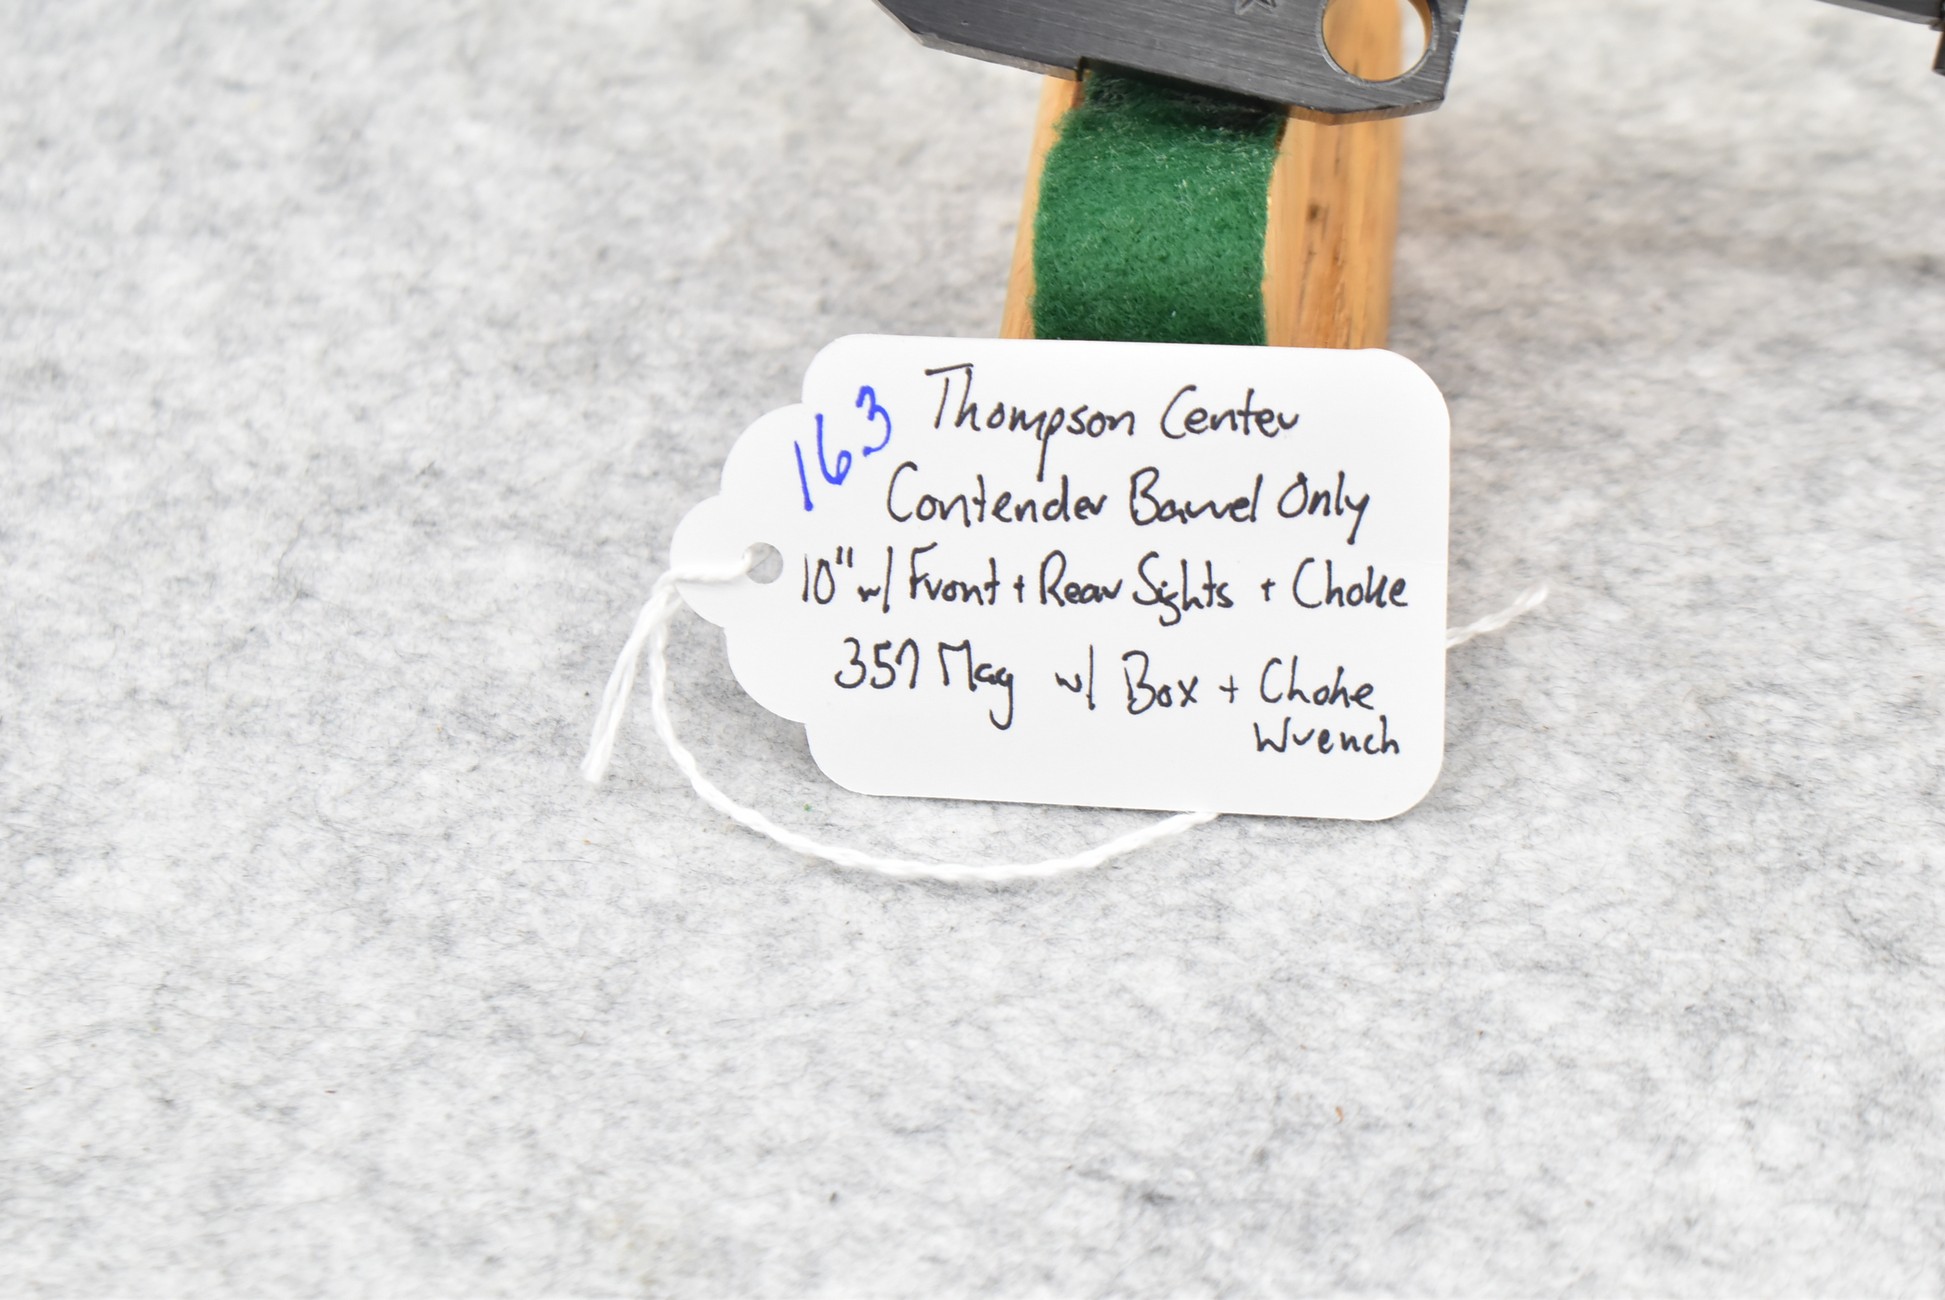 163
Thompson Center
Contender Barrel Only
10" w/ Front + Rear Sights + Choke
357 Mag w/ Box + Choke
Wrench